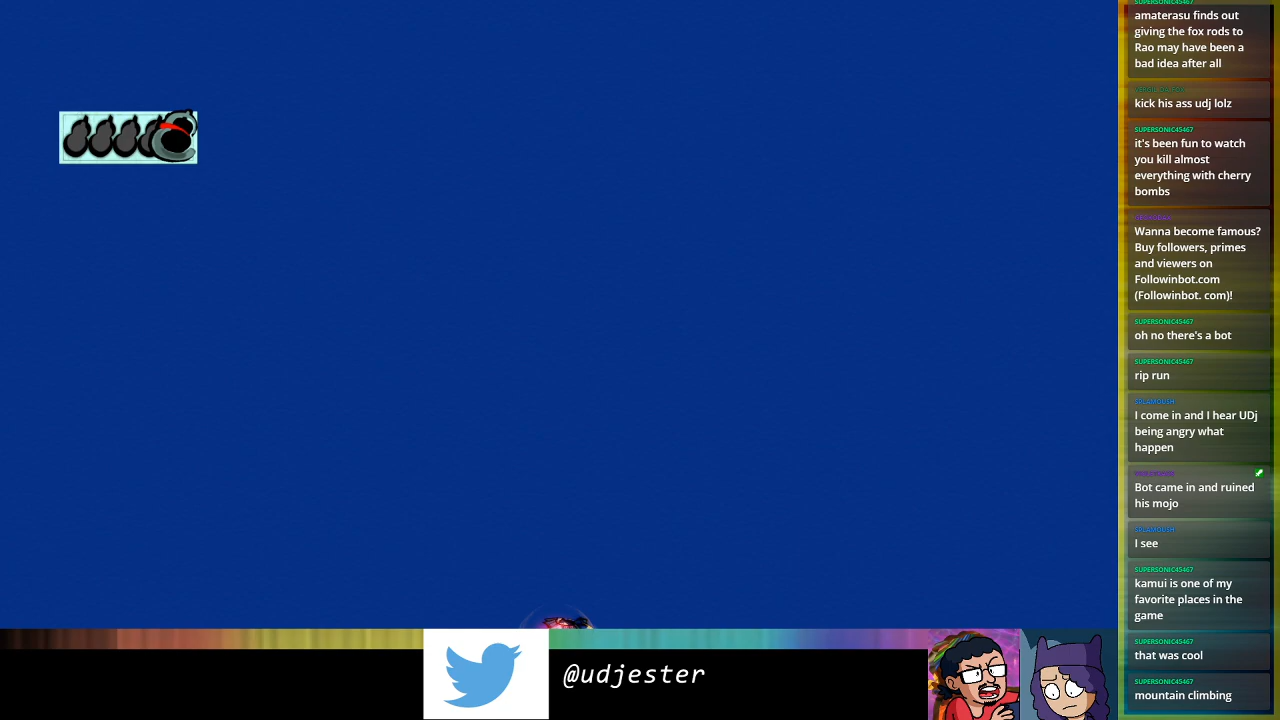 SUPERSONIC45467
amaterasu finds out
giving the fox rods to
Rao may have been a
bad idea after all
kick his ass udj lolz
SUPERSONIC45467
it's been fun to watch
you kill almost
everything with cherry
bombs
Wanna become famous?
Buy followers, primes
and viewers on
Followinbot.com
(Followinbot. com)!
SUPERSONIC45467
oh no there's a bot
SUPERSONIC45467
rip run
I come in and I hear UDj
being angry what
happen
Bot came in and ruined
his mojo
I see
SUPERSONIC45467
kamui is one of my
favorite places in the
game
SUPERSONIC45467
that was cool
SUPERSONIC45467
mountain climbing
@udjester